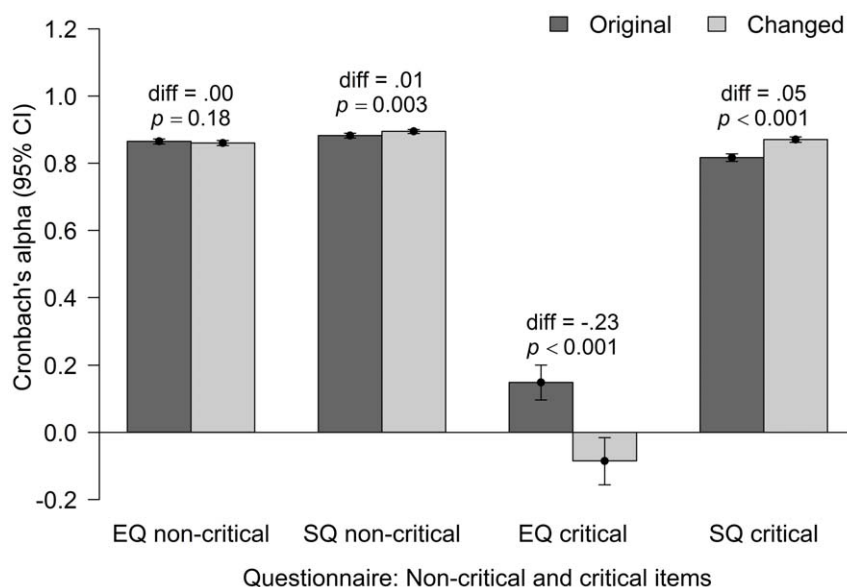 Original Changed
1.2
1.0
0.8
0.6
0.4
0.2
0.0
-0.2
Cronbach's alpha (95% CI)
diff = .00
p = 0.18
diff = .01
p = 0.003
diff = -.23
p < 0.001
diff = .05
p < 0.001
EQ non-critical SQ non-critical EQ critical SQ critical
Questionnaire: Non-critical and critical items